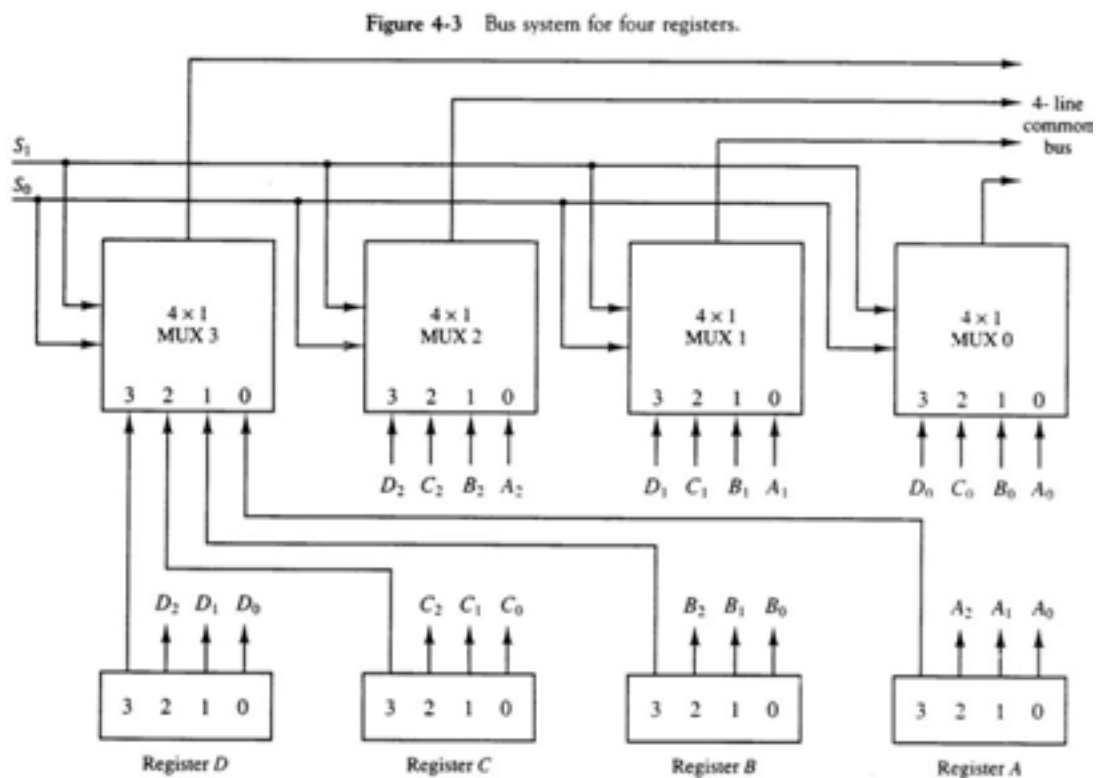 Figure 4-3 Bus system for four registers.
4- line
commom
bus
S₁
S₀
4 × 1
MUX 3
3 2 1 0
4 × 1
MUX 2
3 2 1 0
4 × 1
MUX 1
3 2 1 0
4 × 1
MUX 0
3 2 1 0
D₂ C₂ B₂ A₂
D₁ C₁ B₁ A₁
D₀ C₀ B₀ A₀
D₂ D₁ D₀
C₂ C₁ C₀
B₂ B₁ B₀
A₂ A₁ A₀
3 2 1 0
3 2 1 0
3 2 1 0
3 2 1 0
Register D
Register C
Register B
Register A